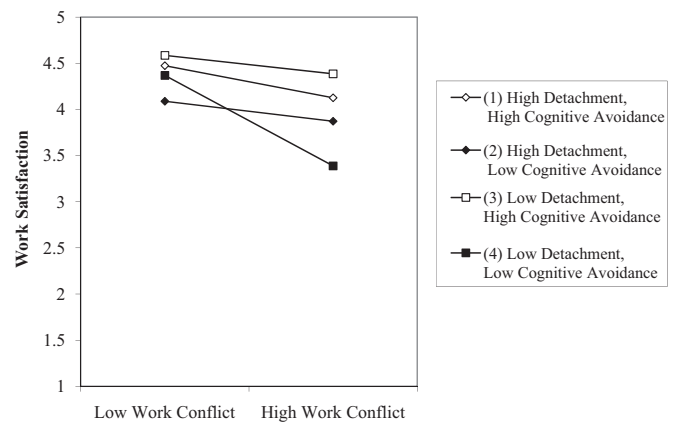 5
4.5
4
3.5
3
2.5
2
1.5
1
Work Satisfaction
Low Work Conflict
High Work Conflict
(1) High Detachment,
High Cognitive Avoidance
(2) High Detachment,
Low Cognitive Avoidance
(3) Low Detachment,
High Cognitive Avoidance
(4) Low Detachment,
Low Cognitive Avoidance